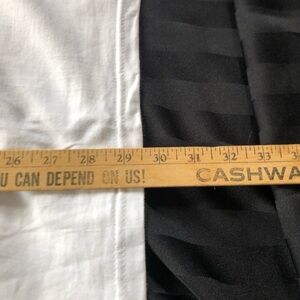 26 27 28 29 30 31 32 33
U CAN DEPEND ON US! CASHWA